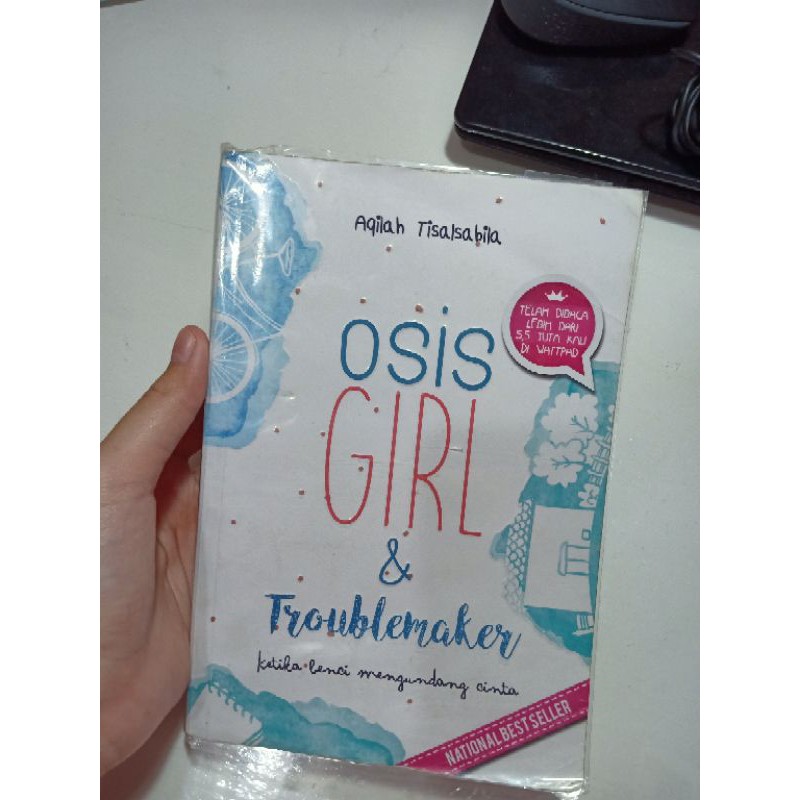 Aqilah Tisalsabila
TELAH DIBACA
LEBIH DARI
5,5 JUTA KALI
DI WATTPAD
OSIS
GIRL
&
Troublemaker
ketika benci mengundang cinta
NATIONAL BESTSELLER